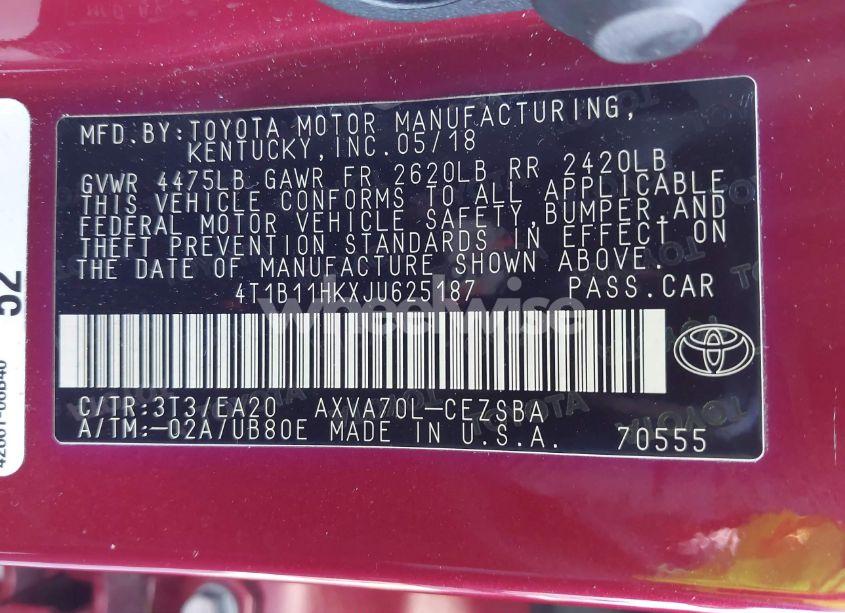 MFD.BY:TOYOTA MOTOR MANUFACTURING,
KENTUCKY, INC.05/18
GVWR 4475LB GAWR FR 2620LB RR 2420LB
THIS VEHICLE CONFORMS TO ALL APPLICABLE
FEDERAL MOTOR VEHICLE SAFETY,BUMPER,AND
THEFT PREVENTION STANDARDS IN EFFECT ON
THE DATE OF MANUFACTURE SHOWN ABOVE.
4T1B11HKXJU625187 PASS.CAR
wheelwise
C/TR:3T3/EA20 AXVA70L-CEZSBA
A/TM:-02A/UB80E MADE IN U.S.A. 70555
52